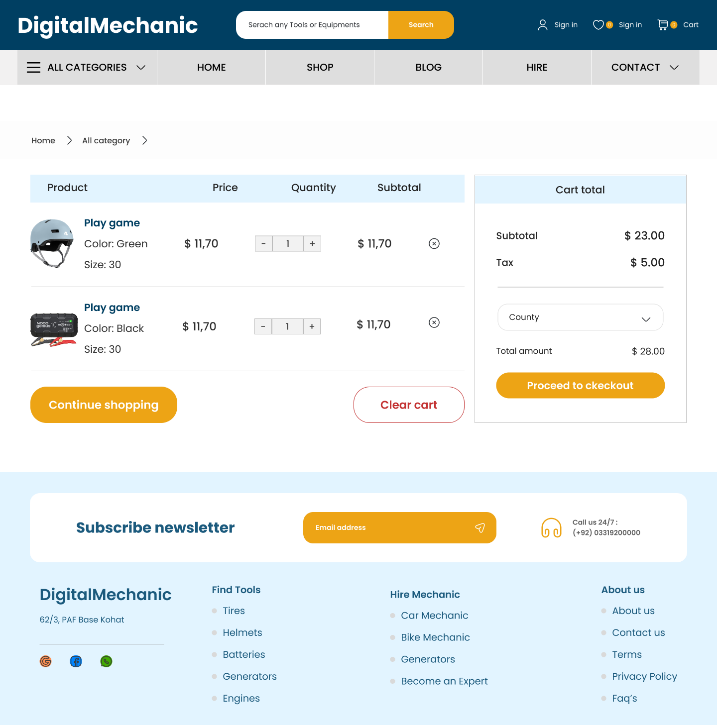 DigitalMechanic
Serach any Tools or Equipments
Search
Sign in
0
Sign in
0
Cart
ALL CATEGORIES
HOME
SHOP
BLOG
HIRE
CONTACT
Home
All category
Product
Price
Quantity
Subtotal
Play game
Color: Green
Size: 30
$ 11,70
- 1 +
$ 11,70
Play game
Color: Black
Size: 30
$ 11,70
- 1 +
$ 11,70
Continue shopping
Clear cart
Cart total
Subtotal $ 23.00
Tax $ 5.00
County
Total amount $ 28.00
Proceed to ckeckout
Subscribe newsletter
Email address
Call us 24/7 :
(+92) 03319200000
DigitalMechanic
62/3, PAF Base Kohat
Find Tools
Tires
Helmets
Batteries
Generators
Engines
Hire Mechanic
Car Mechanic
Bike Mechanic
Generators
Become an Expert
About us
About us
Contact us
Terms
Privacy Policy
Faq's